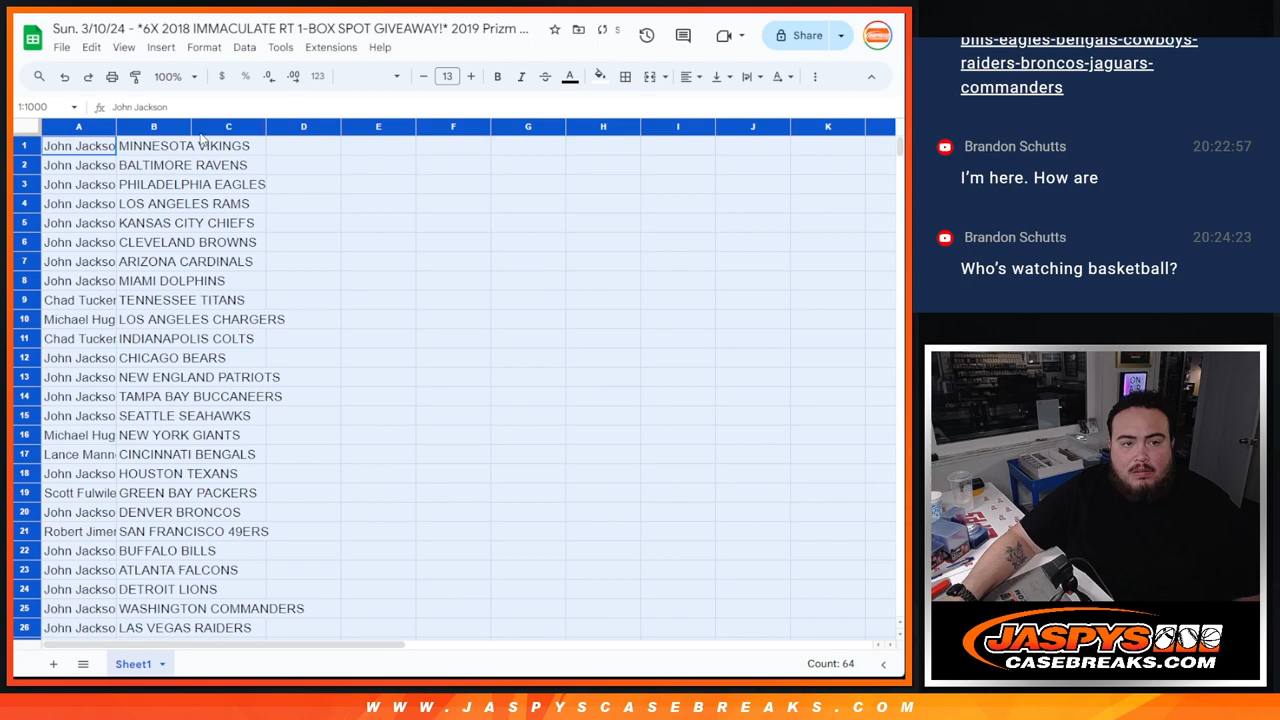 Sun. 3/10/24 - *6X 2018 IMMACULATE RT 1-BOX SPOT GIVEAWAY!* 2019 Prizm ...
File Edit View Insert Format Data Tools Extensions Help
Share
100% $ % .0 .00 123 13 B I A
1:1000 fx John Jackson
A B C D E F G H I J K
1 John Jackso MINNESOTA VIKINGS
2 John Jackso BALTIMORE RAVENS
3 John Jackso PHILADELPHIA EAGLES
4 John Jackso LOS ANGELES RAMS
5 John Jackso KANSAS CITY CHIEFS
6 John Jackso CLEVELAND BROWNS
7 John Jackso ARIZONA CARDINALS
8 John Jackso MIAMI DOLPHINS
9 Chad Tucker TENNESSEE TITANS
10 Michael Hug LOS ANGELES CHARGERS
11 Chad Tucker INDIANAPOLIS COLTS
12 John Jackso CHICAGO BEARS
13 John Jackso NEW ENGLAND PATRIOTS
14 John Jackso TAMPA BAY BUCCANEERS
15 John Jackso SEATTLE SEAHAWKS
16 Michael Hug NEW YORK GIANTS
17 Lance Mann CINCINNATI BENGALS
18 John Jackso HOUSTON TEXANS
19 Scott Fulwile GREEN BAY PACKERS
20 John Jackso DENVER BRONCOS
21 Robert Jimer SAN FRANCISCO 49ERS
22 John Jackso BUFFALO BILLS
23 John Jackso ATLANTA FALCONS
24 John Jackso DETROIT LIONS
25 John Jackso WASHINGTON COMMANDERS
26 John Jackso LAS VEGAS RAIDERS
Sheet1
Count: 64
bills-eagles-bengals-cowboys-
raiders-broncos-jaguars-
commanders
Brandon Schutts 20:22:57
I'm here. How are
Brandon Schutts 20:24:23
Who's watching basketball?
ON
AIR
JASPYS
CASEBREAKS.COM
WWW.JASPYSCASEBREAKS.COM